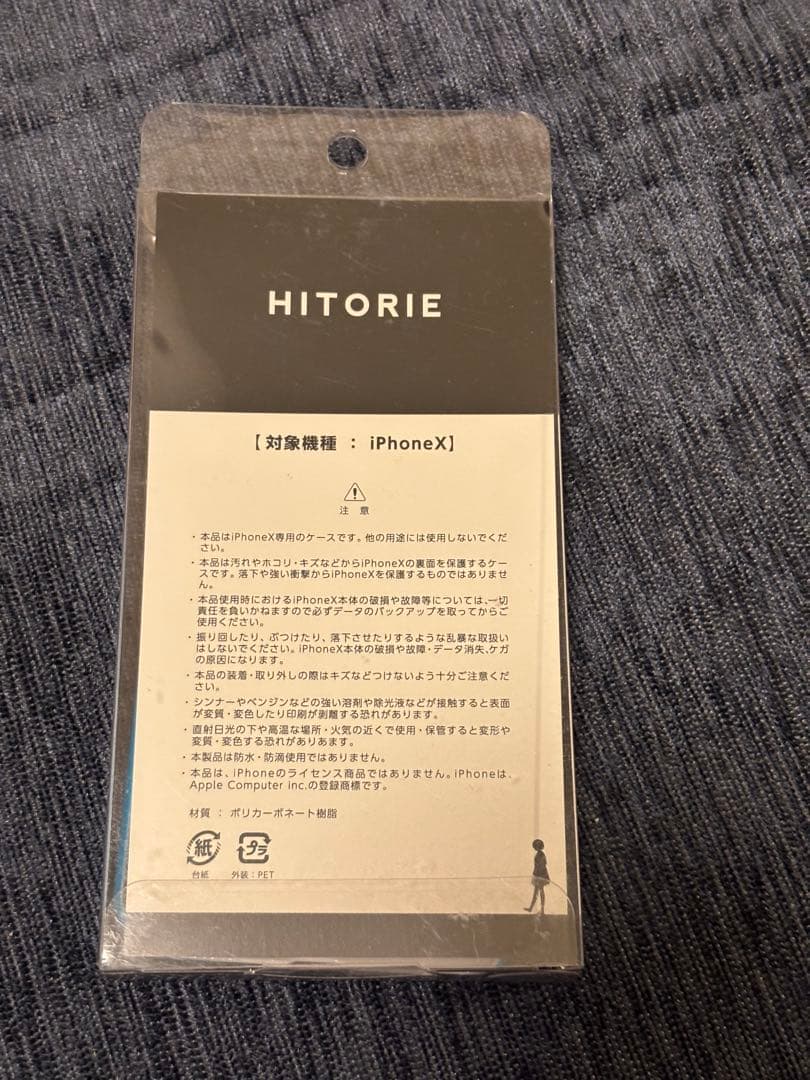 HITORIE
【対象機種 : iPhoneX】
注 意
・本品はiPhoneX専用のケースです。他の用途には使用しないでくだ
さい。
・本品は汚れやホコリ・キズなどからiPhoneXの裏面を保護するケー
スです。落下や強い衝撃からiPhoneXを保護するものではありませ
ん。
・本品使用時におけるiPhoneX本体の破損や故障等については、一切
責任を負いかねますので必ずデータのバックアップを取ってからご
使用ください。
・振り回したり、ぶつけたり、落下させたりするような乱暴な取扱い
はしないでください。iPhoneX本体の破損や故障・データ消失、ケガ
の原因になります。
・本品の装着・取り外しの際はキズなどつけないよう十分ご注意くだ
さい。
・シンナーやベンジンなどの強い溶剤や除光液などが接触すると表面
が変質・変色したり印刷が剥離する恐れがあります。
・直射日光の下や高温な場所・火気の近くで使用・保管すると変形や
変質・変色する恐れがありあます。
・本製品は防水・防滴使用ではありません。
・本品は、iPhoneのライセンス商品ではありません。iPhoneは、
Apple Computer inc.の登録商標です。
材質 : ポリカーボネート樹脂
紙 プラ
台紙 外装:PET